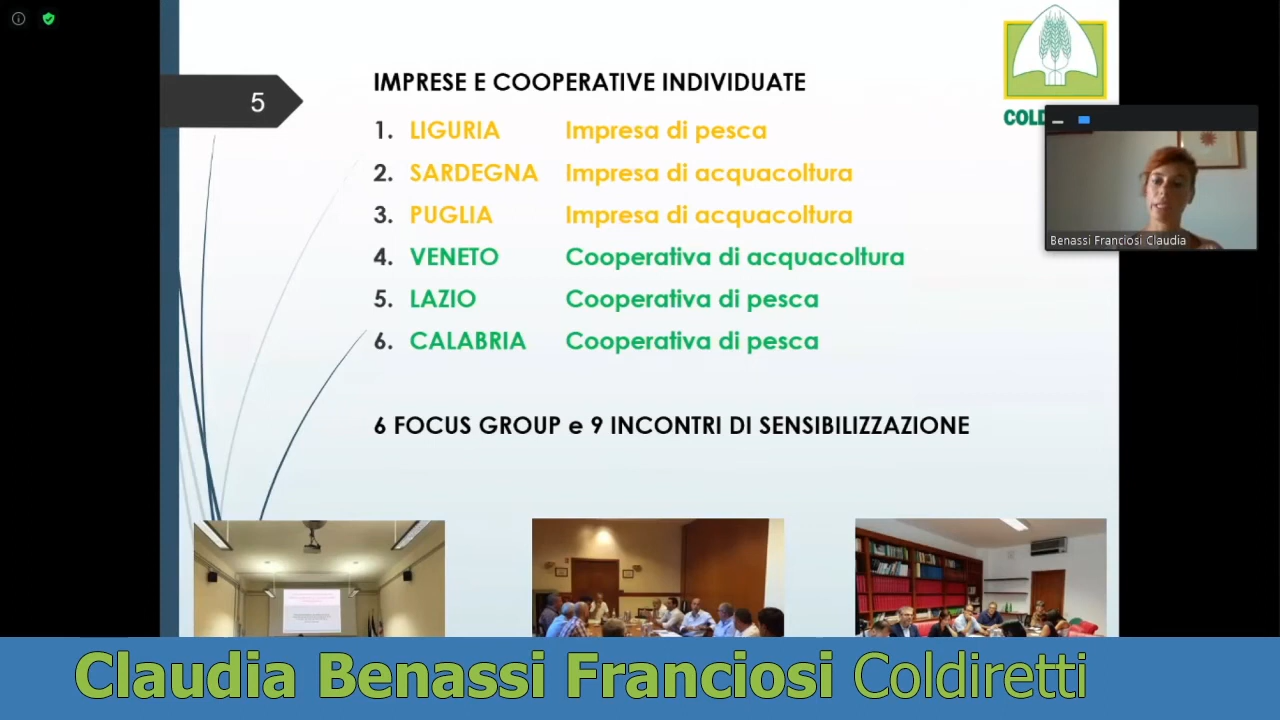 5
IMPRESE E COOPERATIVE INDIVIDUATE
1. LIGURIA Impresa di pesca
2. SARDEGNA Impresa di acquacoltura
3. PUGLIA Impresa di acquacoltura
4. VENETO Cooperativa di acquacoltura
5. LAZIO Cooperativa di pesca
6. CALABRIA Cooperativa di pesca
6 FOCUS GROUP e 9 INCONTRI DI SENSIBILIZZAZIONE
COLD
Benassi Franciosi Claudia
Claudia Benassi Franciosi Coldiretti